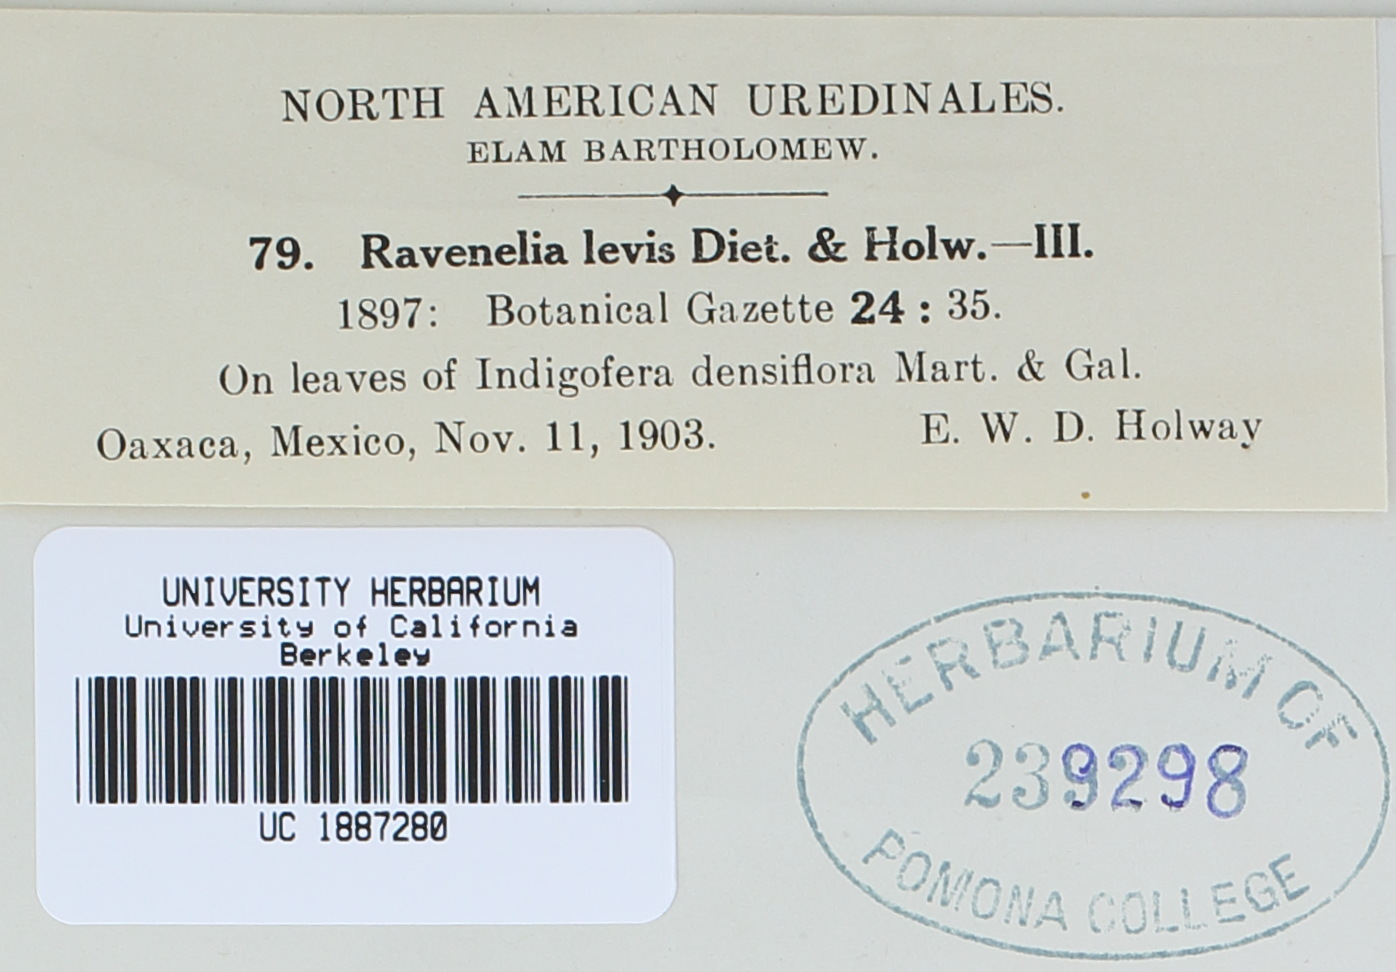 NORTH AMERICAN UREDINALES.
ELAM BARTHOLOMEW.
79. Ravenelia levis Diet. & Holw.—III.
1897: Botanical Gazette 24 : 35.
On leaves of Indigofera densiflora Mart. & Gal.
Oaxaca, Mexico, Nov. 11, 1903. E. W. D. Holway
UNIVERSITY HERBARIUM
University of California
Berkeley
UC 1887280
HERBARIUM OF
239298
POMONA COLLEGE